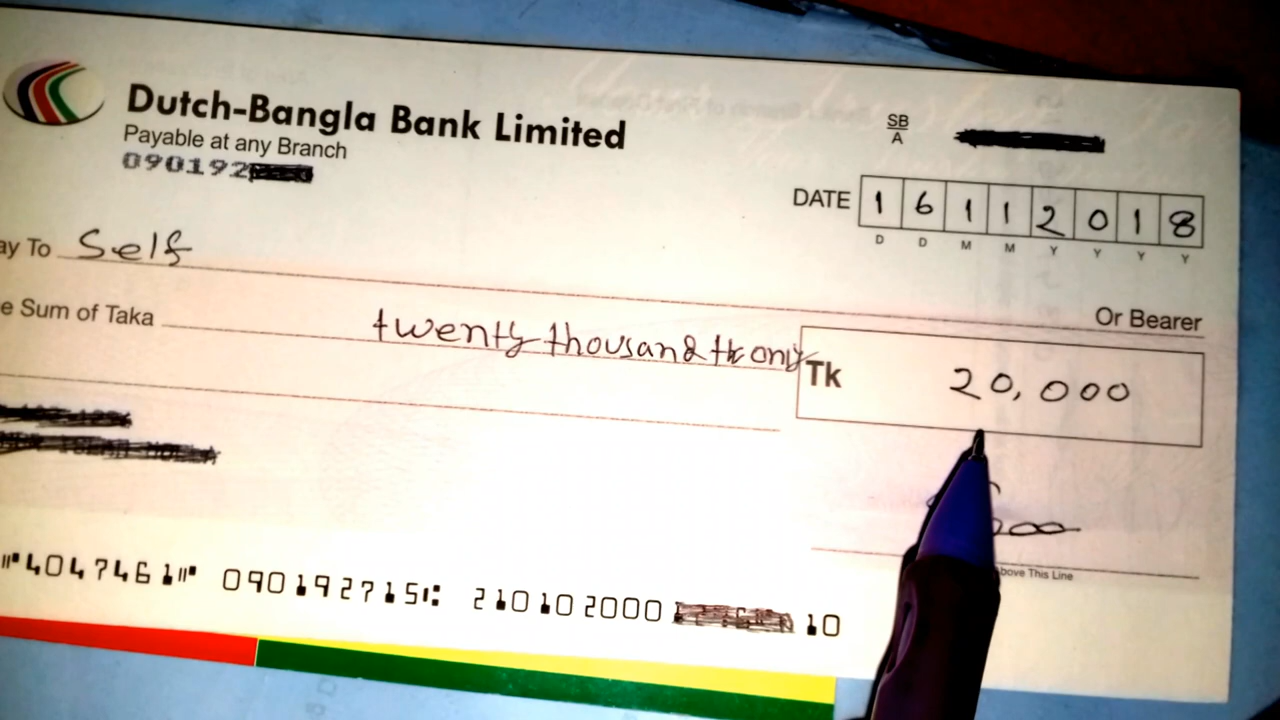 Dutch-Bangla Bank Limited
Payable at any Branch
090192
SB
A
DATE 1 6 1 1 2 0 1 8
D D M M Y Y Y Y
ay To Self
Or Bearer
e Sum of Taka twenty thousand tk only
Tk 20,000
bove This Line
4047461 090192715 210102000 10